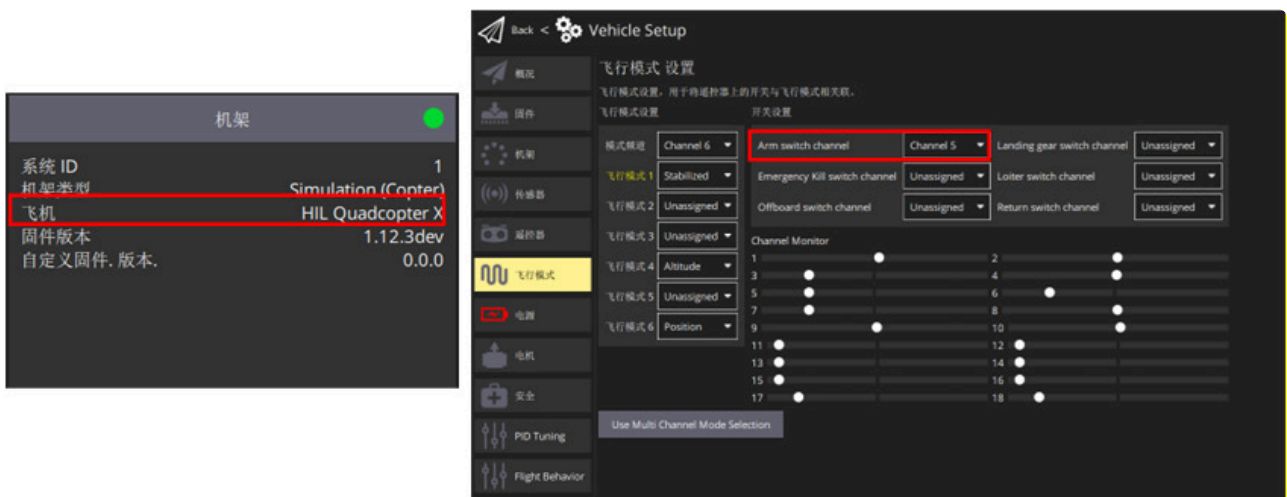 机架
系统 ID 1
机架类型 Simulation (Copter)
飞机 HIL Quadcopter X
固件版本 1.12.3dev
自定义固件. 版本. 0.0.0
Back < Vehicle Setup
概况
固件
机架
传感器
遥控器
飞行模式
电源
电机
安全
PID Tuning
Flight Behavior
飞行模式 设置
飞行模式设置，用于将遥控器上的开关与飞行模式相关联。
飞行模式设置
模式频道 Channel 6
飞行模式 1 Stabilized
飞行模式 2 Unassigned
飞行模式 3 Unassigned
飞行模式 4 Altitude
飞行模式 5 Unassigned
飞行模式 6 Position
开关设置
Arm switch channel Channel 5 Landing gear switch channel Unassigned
Emergency Kill switch channel Unassigned Loiter switch channel Unassigned
Offboard switch channel Unassigned Return switch channel Unassigned
Channel Monitor
1 2
3 4
5 6
7 8
9 10
11 12
13 14
15 16
17 18
Use Multi Channel Mode Selection